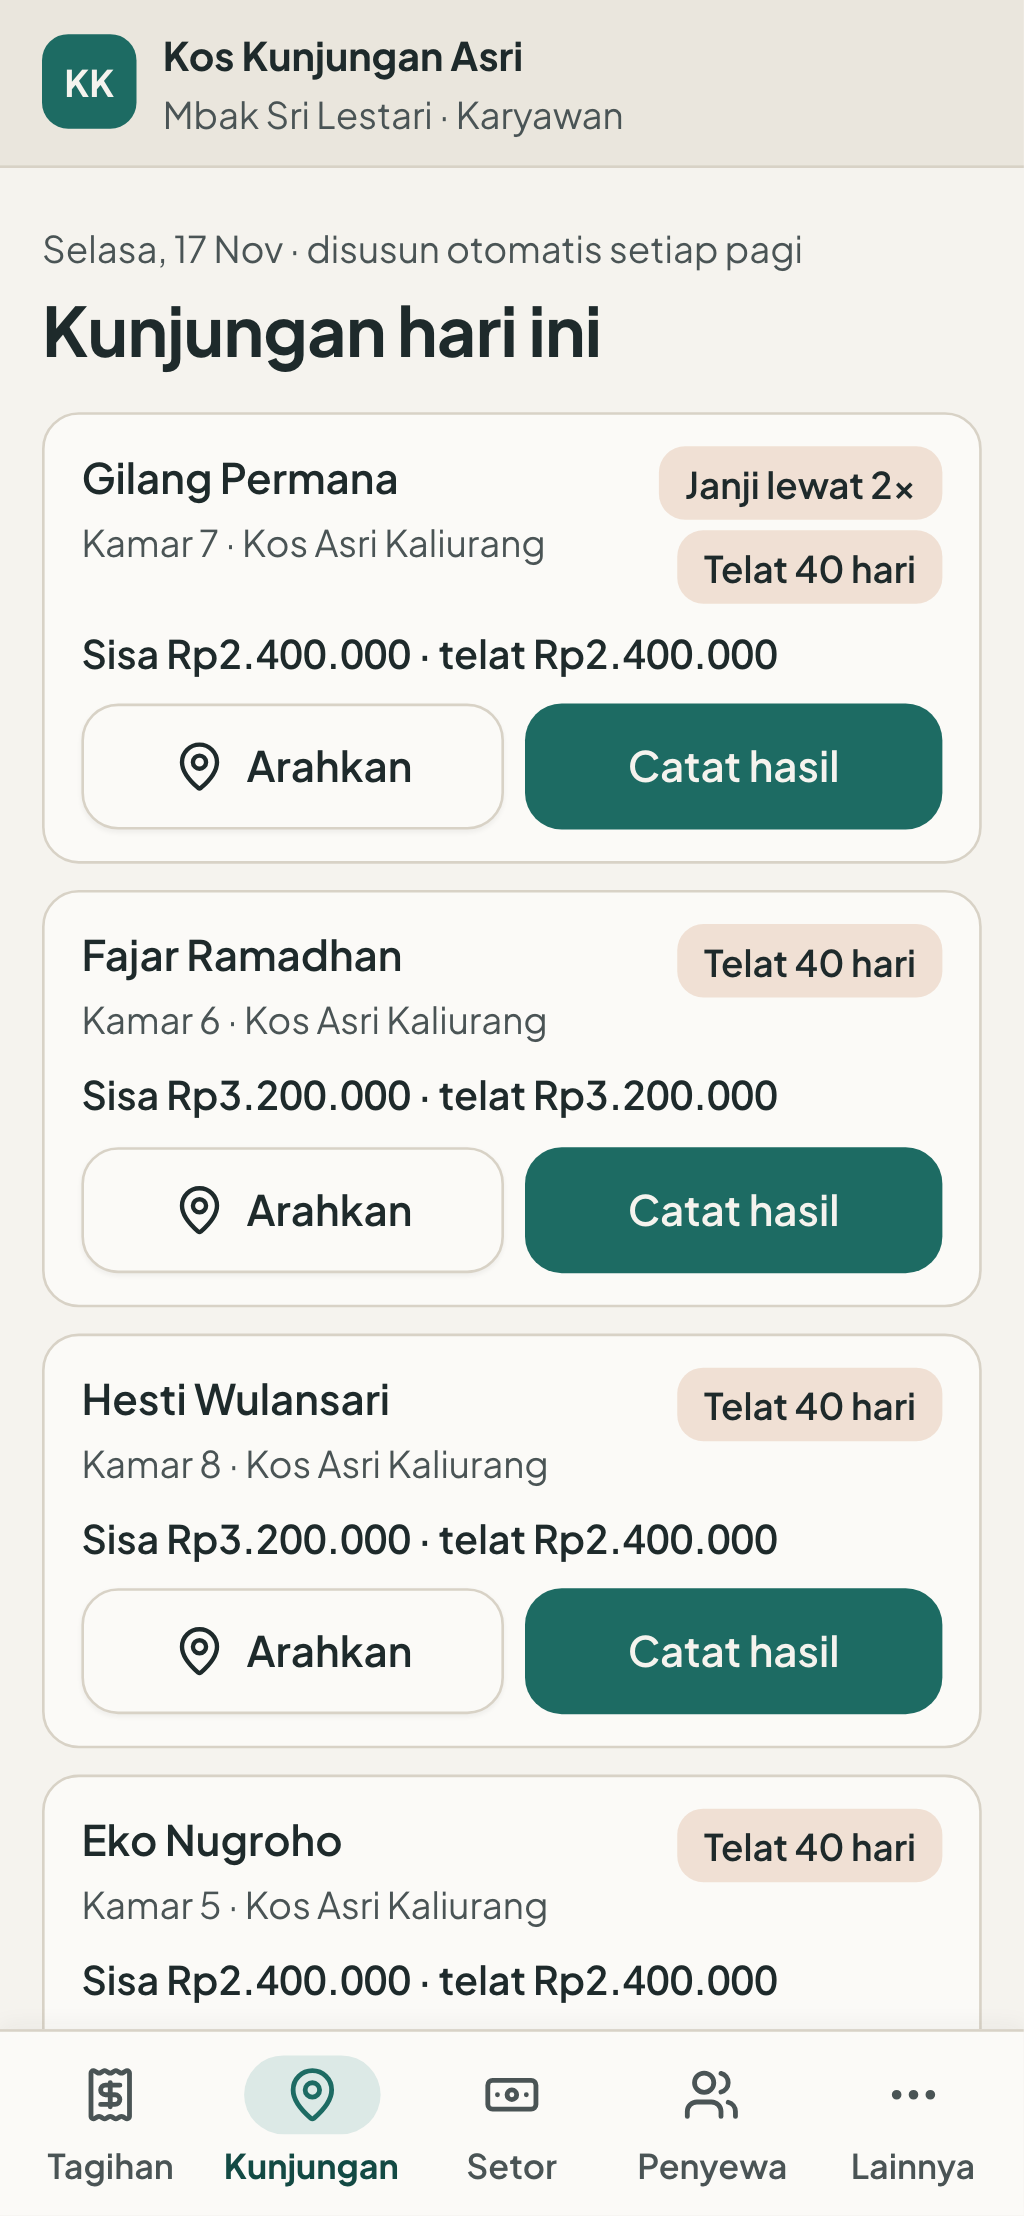 KK
Kos Kunjungan Asri
Mbak Sri Lestari · Karyawan
Selasa, 17 Nov · disusun otomatis setiap pagi
Kunjungan hari ini
Gilang Permana
Janji lewat 2×
Kamar 7 · Kos Asri Kaliurang
Telat 40 hari
Sisa Rp2.400.000 · telat Rp2.400.000
Arahkan
Catat hasil
Fajar Ramadhan
Telat 40 hari
Kamar 6 · Kos Asri Kaliurang
Sisa Rp3.200.000 · telat Rp3.200.000
Arahkan
Catat hasil
Hesti Wulansari
Telat 40 hari
Kamar 8 · Kos Asri Kaliurang
Sisa Rp3.200.000 · telat Rp2.400.000
Arahkan
Catat hasil
Eko Nugroho
Telat 40 hari
Kamar 5 · Kos Asri Kaliurang
Sisa Rp2.400.000 · telat Rp2.400.000
Tagihan
Kunjungan
Setor
Penyewa
Lainnya